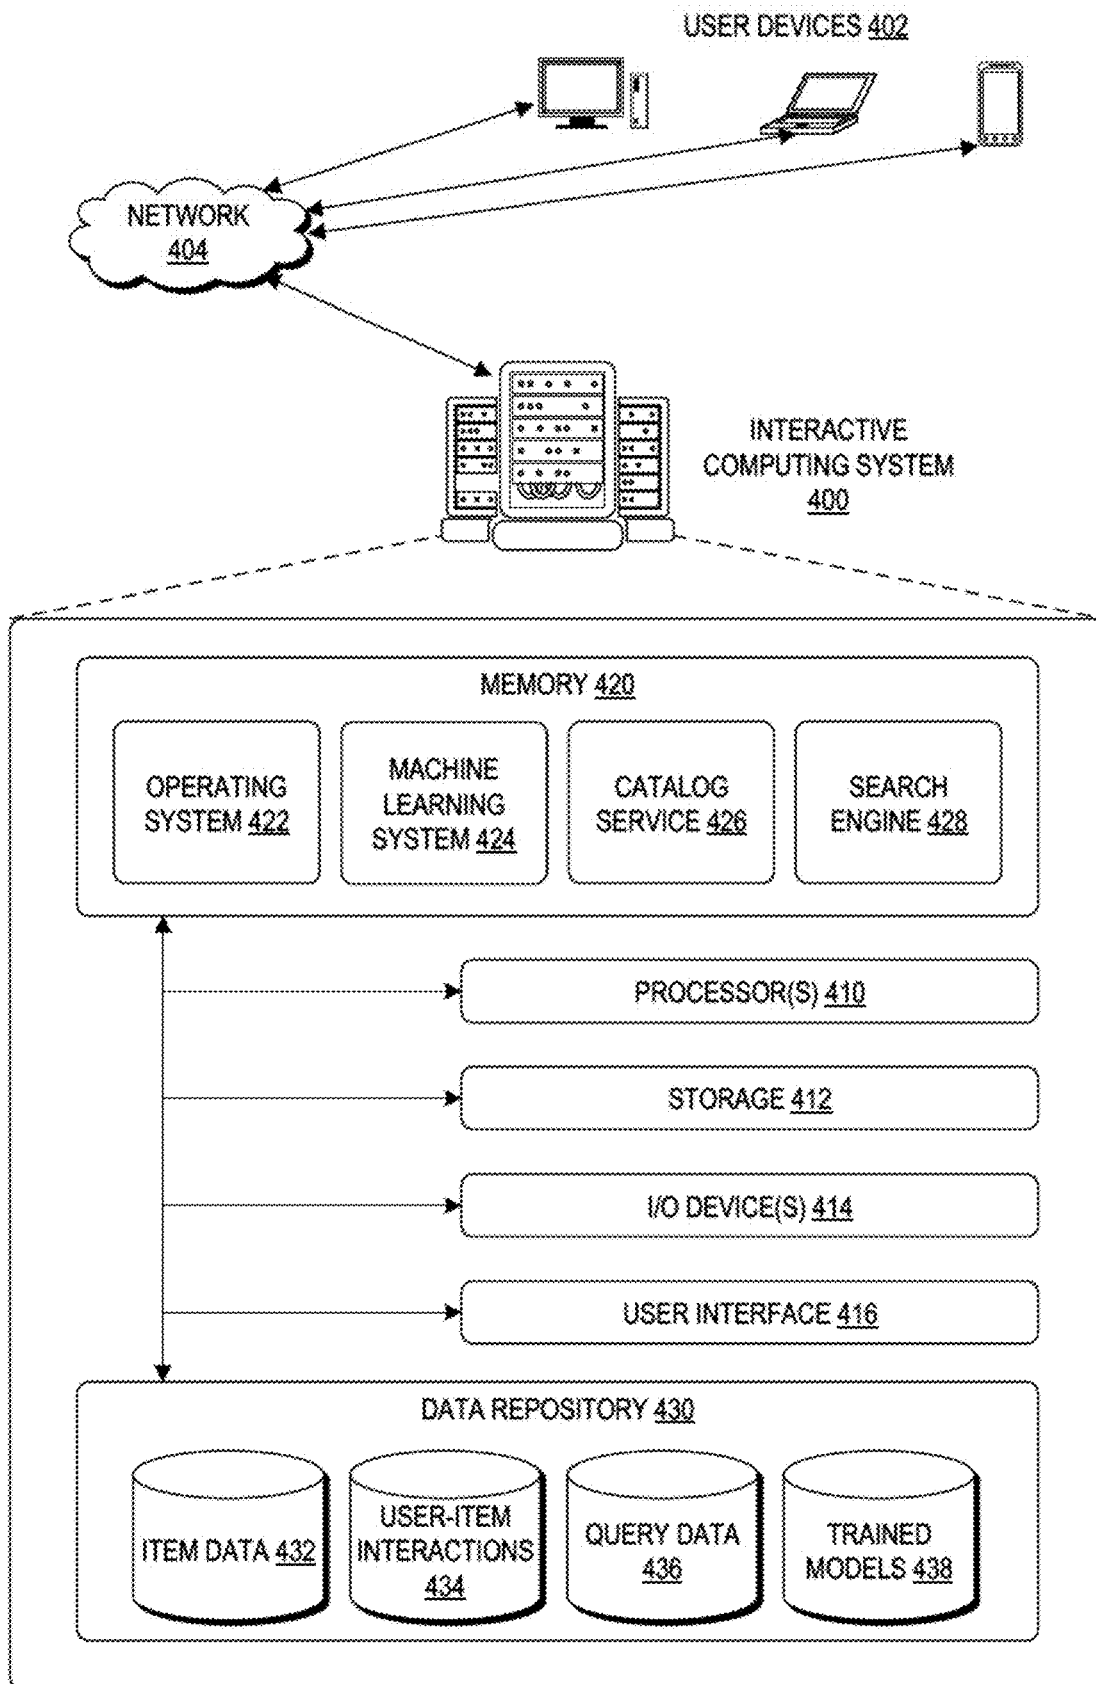 USER DEVICES 402
NETWORK
404
INTERACTIVE
COMPUTING SYSTEM
400
MEMORY 420
OPERATING
SYSTEM 422
MACHINE
LEARNING
SYSTEM 424
CATALOG
SERVICE 426
SEARCH
ENGINE 428
PROCESSOR(S) 410
STORAGE 412
I/O DEVICE(S) 414
USER INTERFACE 416
DATA REPOSITORY 430
ITEM DATA 432
USER-ITEM
INTERACTIONS
434
QUERY DATA
436
TRAINED
MODELS 438